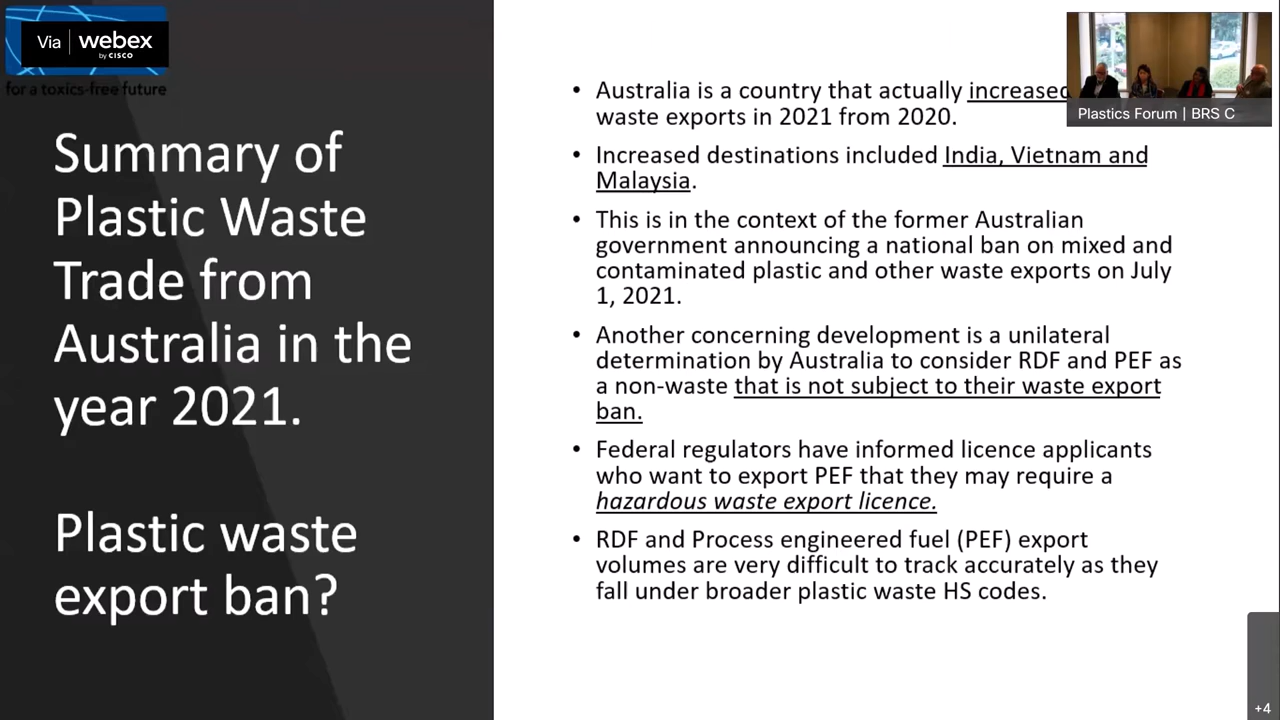 Via webex
by CISCO
for a toxics-free future
Summary of
Plastic Waste
Trade from
Australia in the
year 2021.
Plastic waste
export ban?
• Australia is a country that actually increased
waste exports in 2021 from 2020.
• Increased destinations included India, Vietnam and
Malaysia.
• This is in the context of the former Australian
government announcing a national ban on mixed and
contaminated plastic and other waste exports on July
1, 2021.
• Another concerning development is a unilateral
determination by Australia to consider RDF and PEF as
a non-waste that is not subject to their waste export
ban.
• Federal regulators have informed licence applicants
who want to export PEF that they may require a
hazardous waste export licence.
• RDF and Process engineered fuel (PEF) export
volumes are very difficult to track accurately as they
fall under broader plastic waste HS codes.
Plastics Forum | BRS C
+4